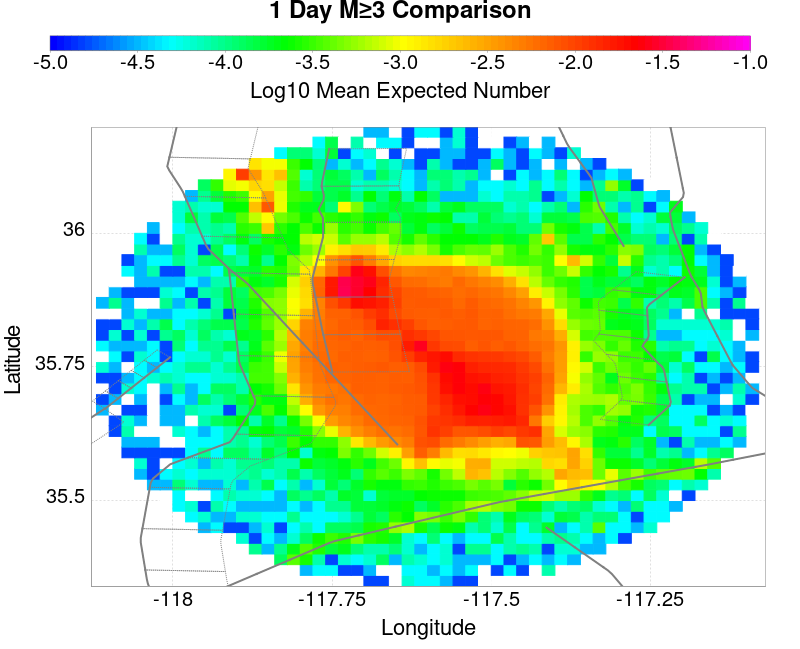 1 Day M≥3 Comparison
-5.0 -4.5 -4.0 -3.5 -3.0 -2.5 -2.0 -1.5 -1.0
Log10 Mean Expected Number
36
35.75
35.5
Latitude
-118 -117.75 -117.5 -117.25
Longitude